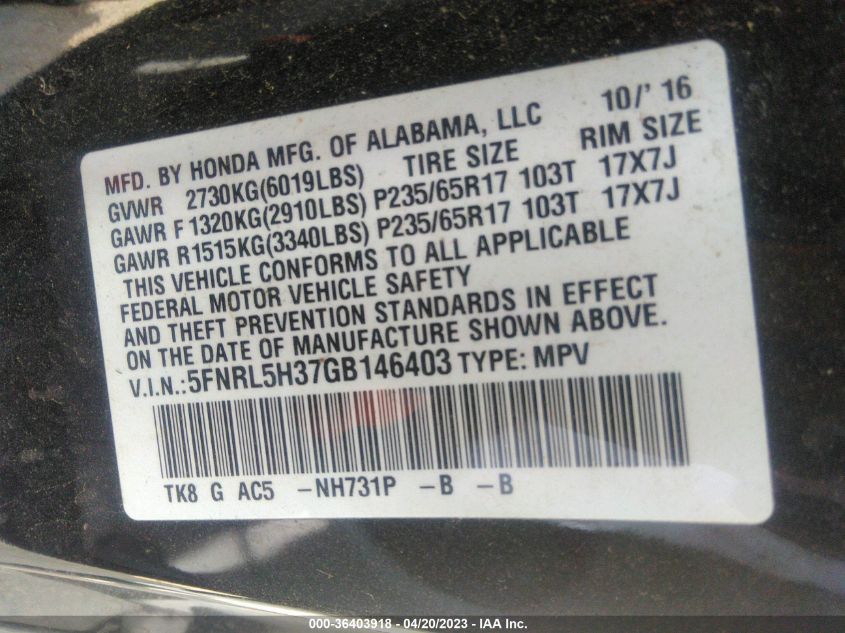 MFD. BY HONDA MFG. OF ALABAMA, LLC 10/' 16
GVWR 2730KG(6019LBS) TIRE SIZE RIM SIZE
GAWR F 1320KG(2910LBS) P235/65R17 103T 17X7J
GAWR R1515KG(3340LBS) P235/65R17 103T 17X7J
THIS VEHICLE CONFORMS TO ALL APPLICABLE
FEDERAL MOTOR VEHICLE SAFETY
AND THEFT PREVENTION STANDARDS IN EFFECT
ON THE DATE OF MANUFACTURE SHOWN ABOVE.
V.I.N.:5FNRL5H37GB146403 TYPE: MPV
TK8 G AC5 -NH731P -B -B
000-36403918 - 04/20/2023 - IAA Inc.